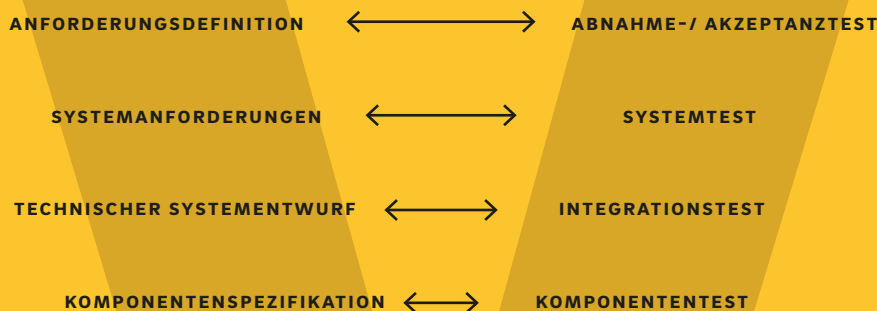 ANFORDERUNGSDEFINITION ABNAHME-/ AKZEPTANZTEST
SYSTEMANFORDERUNGEN SYSTEMTEST
TECHNISCHER SYSTEMENTWURF INTEGRATIONSTEST
KOMPONENTENSPEZIFIKATION KOMPONENTENTEST